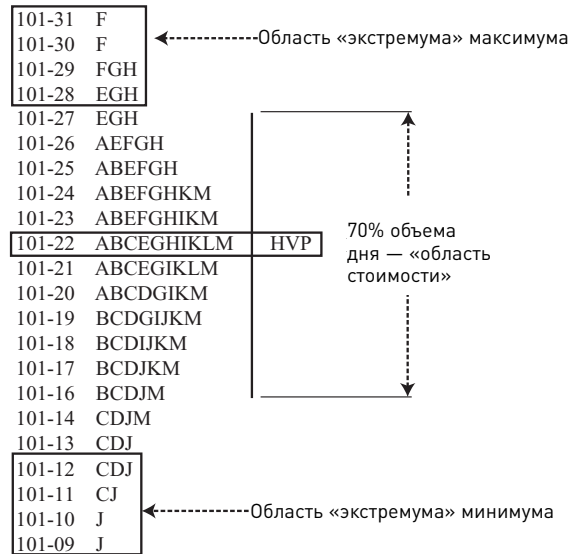 101-31 F
101-30 F
Область «экстремума» максимума
101-29 FGH
101-28 EGH
101-27 EGH
101-26 AEFGH
101-25 ABEFGH
101-24 ABEFGHKM
101-23 ABEFGHIKM
101-22 ABCEGHIKLM HVP
101-21 ABCEGIKLM
101-20 ABCDGIKM
101-19 BCDGIJKM
101-18 BCDIJKM
101-17 BCDJKM
101-16 BCDJM
70% объема
дня — «область
стоимости»
101-14 CDJM
101-13 CDJ
101-12 CDJ
101-11 CJ
101-10 J
Область «экстремума» минимума
101-09 J